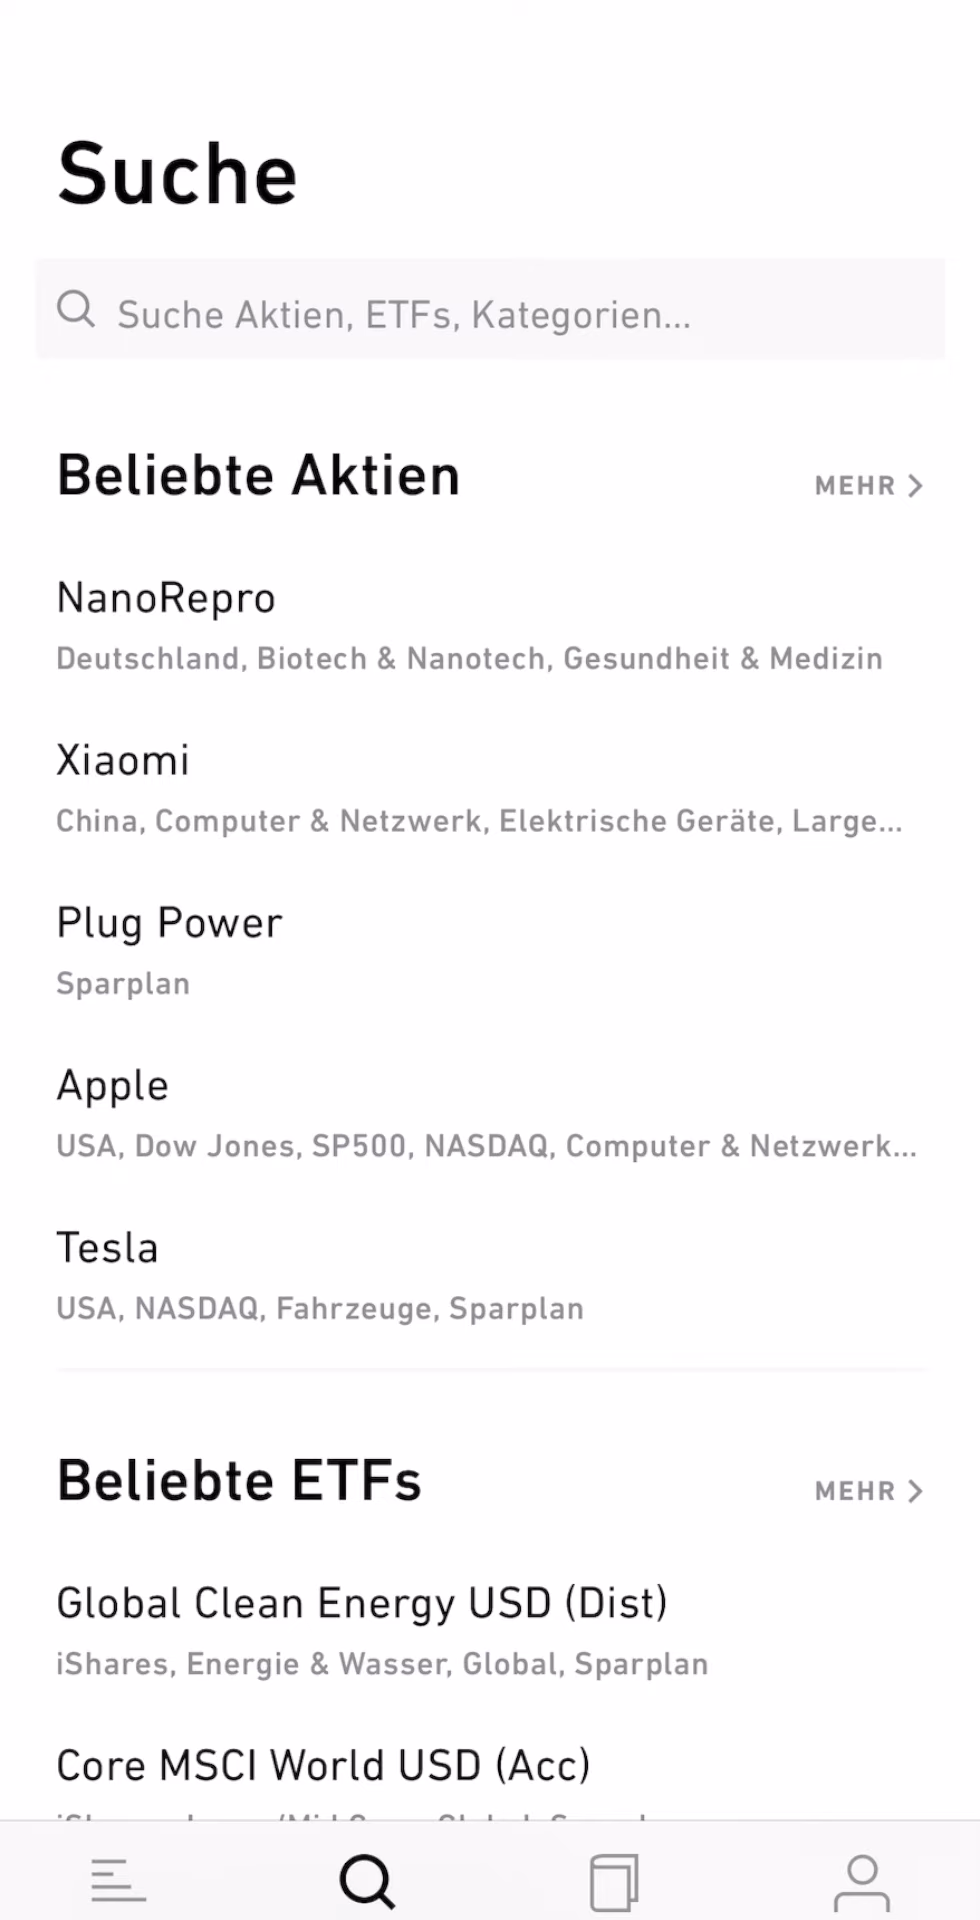 Suche
Suche Aktien, ETFs, Kategorien...
Beliebte Aktien
MEHR
NanoRepro
Deutschland, Biotech & Nanotech, Gesundheit & Medizin
Xiaomi
China, Computer & Netzwerk, Elektrische Geräte, Large...
Plug Power
Sparplan
Apple
USA, Dow Jones, SP500, NASDAQ, Computer & Netzwerk...
Tesla
USA, NASDAQ, Fahrzeuge, Sparplan
Beliebte ETFs
MEHR
Global Clean Energy USD (Dist)
iShares, Energie & Wasser, Global, Sparplan
Core MSCI World USD (Acc)